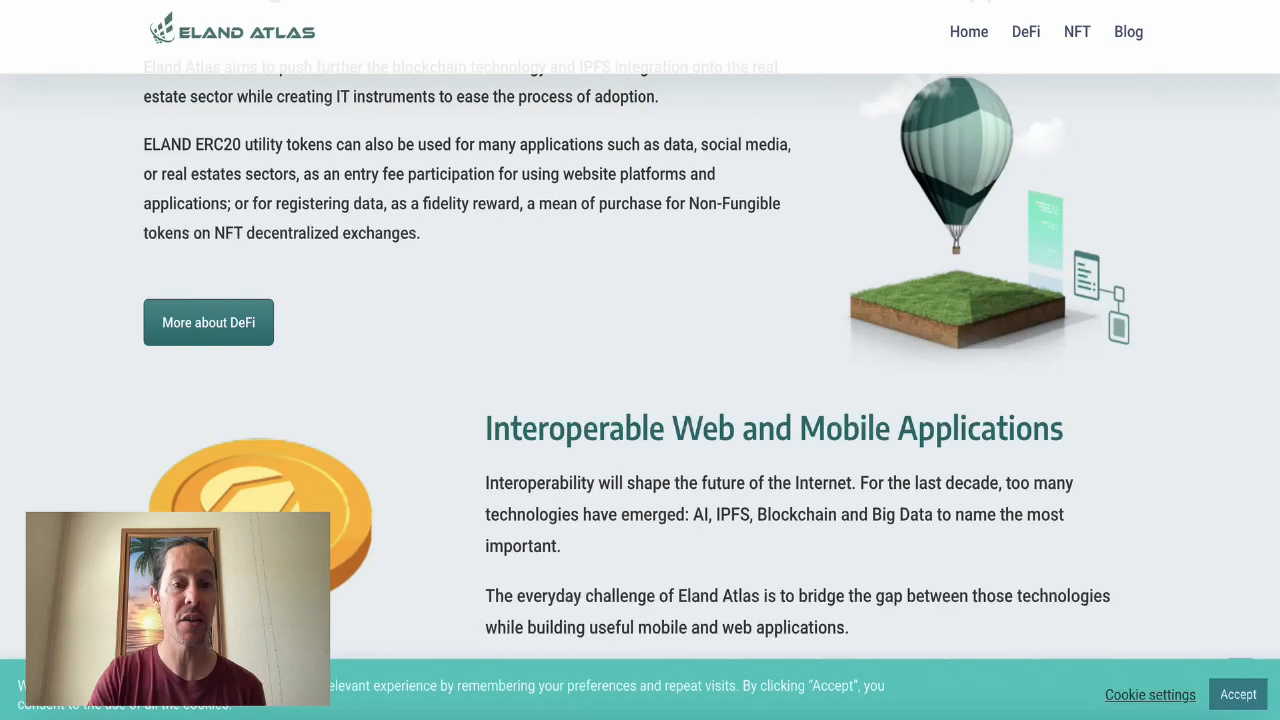 ELAND ATLAS
Home
DeFi
NFT
Blog
Eland Atlas aims to push further the blockchain technology and IPFS integration onto the real
estate sector while creating IT instruments to ease the process of adoption.
ELAND ERC20 utility tokens can also be used for many applications such as data, social media,
or real estates sectors, as an entry fee participation for using website platforms and
applications; or for registering data, as a fidelity reward, a mean of purchase for Non-Fungible
tokens on NFT decentralized exchanges.
More about DeFi
Interoperable Web and Mobile Applications
Interoperability will shape the future of the Internet. For the last decade, too many
technologies have emerged: AI, IPFS, Blockchain and Big Data to name the most
important.
The everyday challenge of Eland Atlas is to bridge the gap between those technologies
while building useful mobile and web applications.
relevant experience by remembering your preferences and repeat visits. By clicking “Accept”, you
Cookie settings
Accept